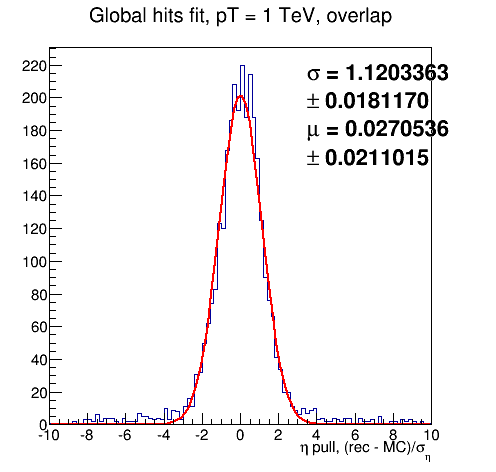 Global hits fit, pT = 1 TeV, overlap
σ = 1.1203363
± 0.0181170
μ = 0.0270536
± 0.0211015
220
200
180
160
140
120
100
80
60
40
20
0
-10 -8 -6 -4 -2 0 2 4 6 8 10
η pull, (rec - MC)/σ_η